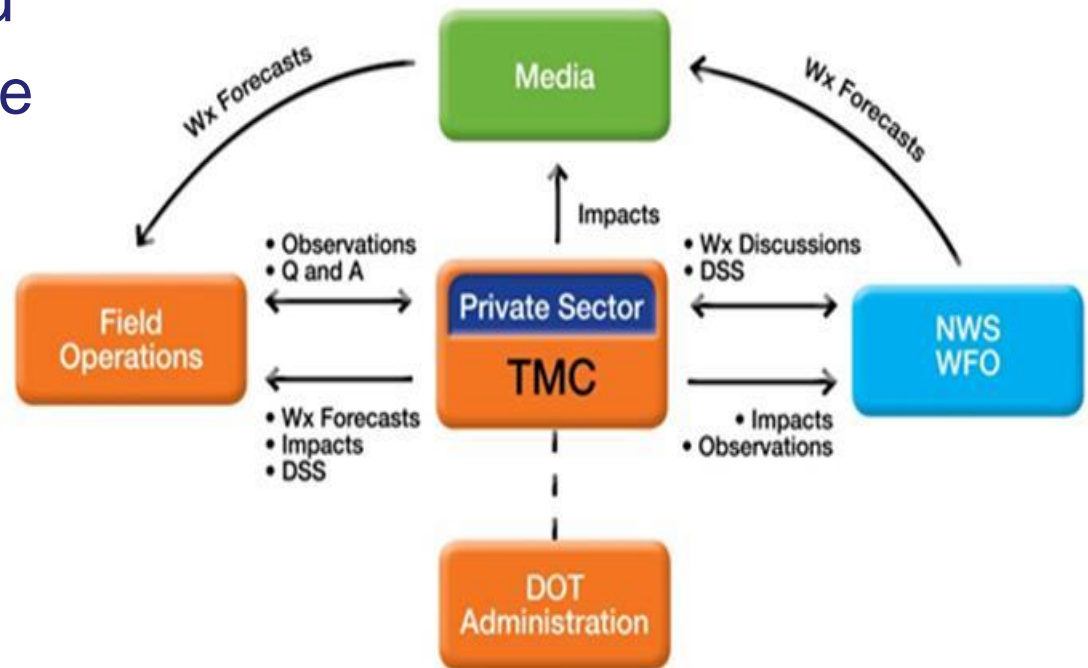 e
Media
Wx Forecasts
Wx Forecasts
Impacts
• Observations
• Q and A
• Wx Discussions
• DSS
Private Sector
TMC
Field
Operations
NWS
WFO
• Wx Forecasts
• Impacts
• DSS
• Impacts
• Observations
DOT
Administration